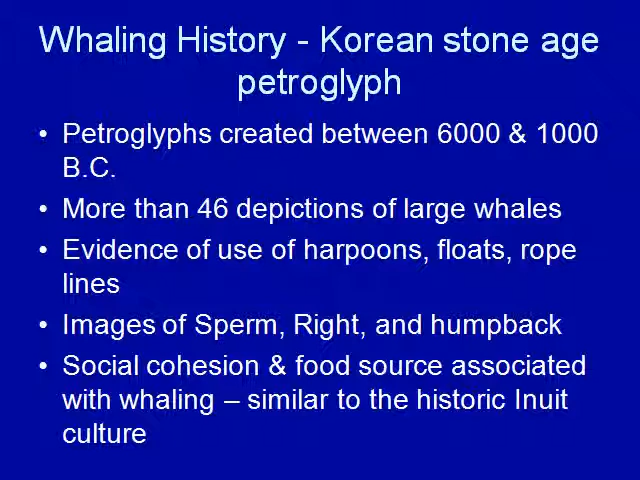 Whaling History - Korean stone age
petroglyph
• Petroglyphs created between 6000 & 1000
B.C.
• More than 46 depictions of large whales
• Evidence of use of harpoons, floats, rope
lines
• Images of Sperm, Right, and humpback
• Social cohesion & food source associated
with whaling – similar to the historic Inuit
culture